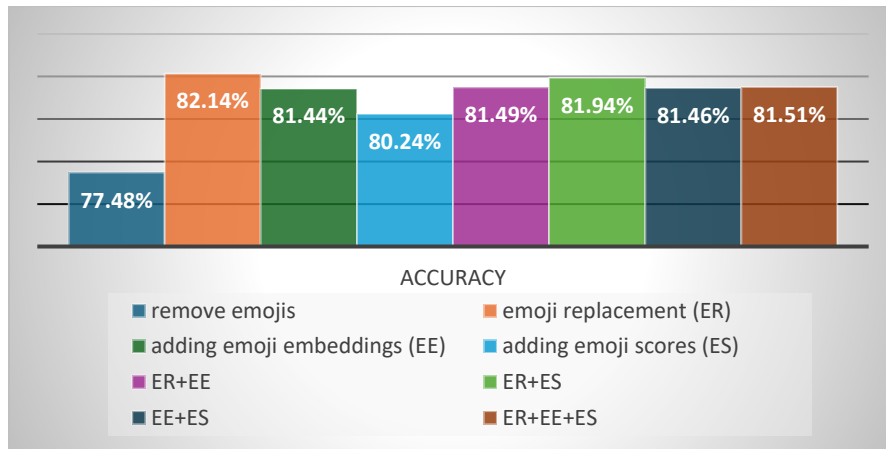 77.48%
82.14%
81.44%
80.24%
81.49%
81.94%
81.46%
81.51%
ACCURACY
remove emojis
emoji replacement (ER)
adding emoji embeddings (EE)
adding emoji scores (ES)
ER+EE
ER+ES
EE+ES
ER+EE+ES